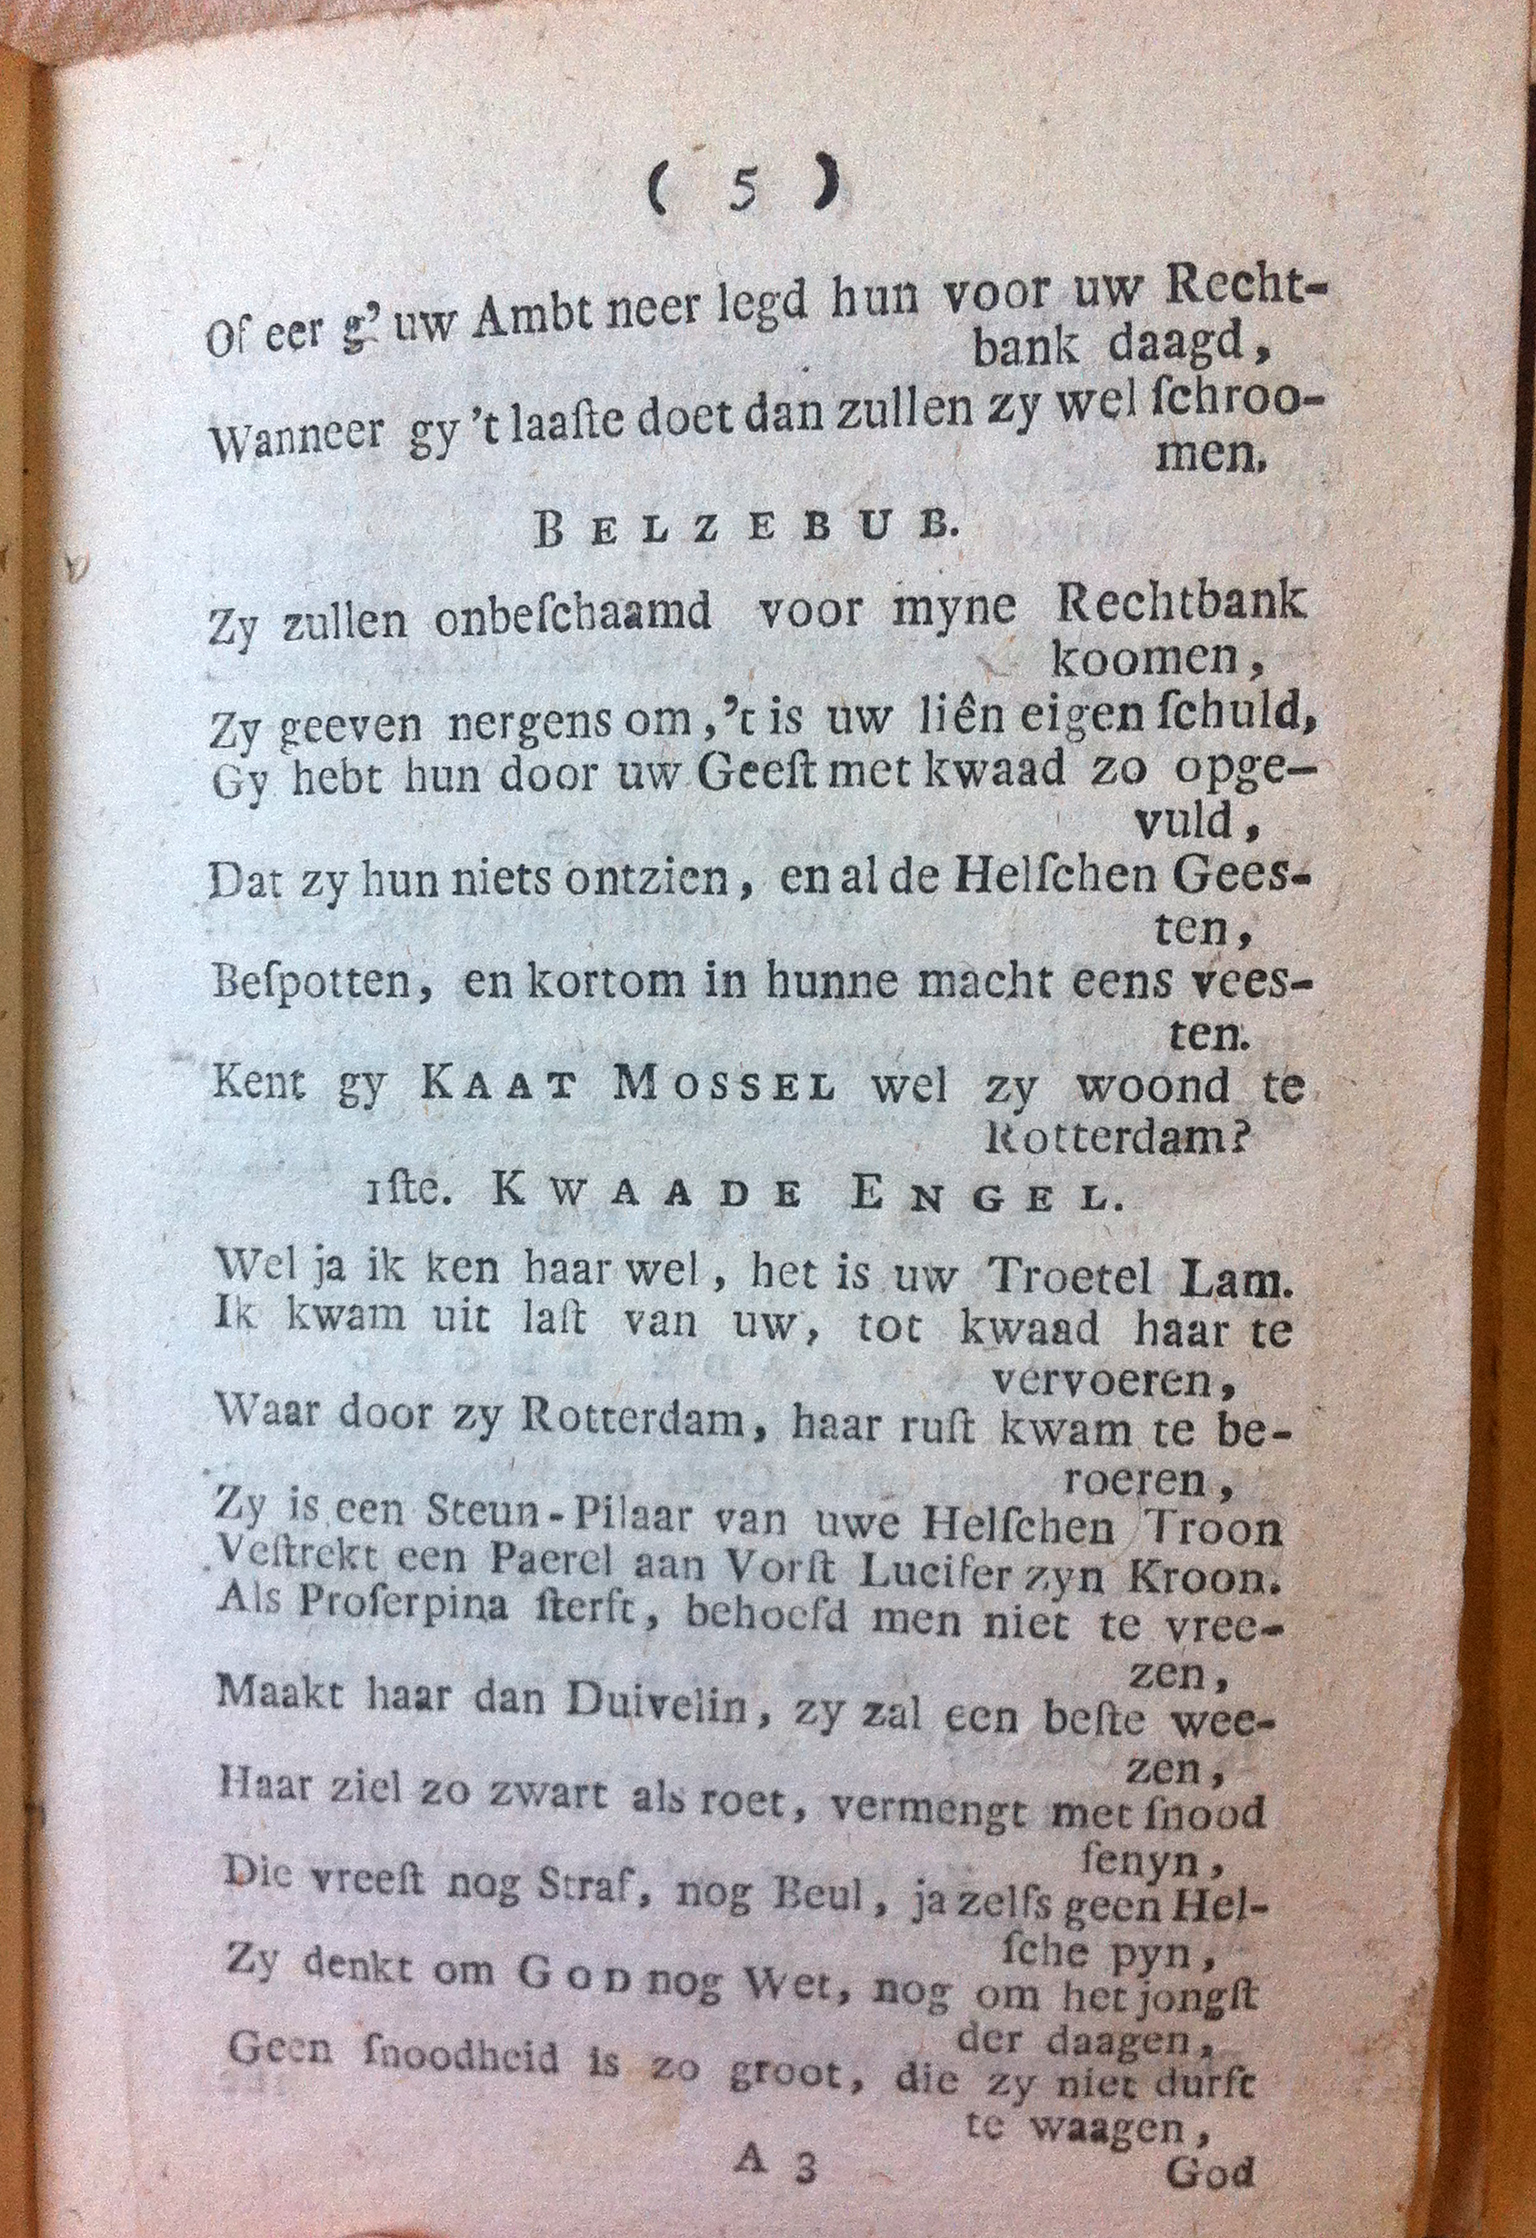 ( 5 )
Of eer g' uw Ambt neer legd hun voor uw Recht-
bank daagd,
Wanneer gy 't laaſte doet dan zullen zy wel ſchroo-
men.
BELZEBUB.
Zy zullen onbeſchaamd voor myne Rechtbank
koomen,
Zy geeven nergens om, 't is uw liên eigen ſchuld,
Gy hebt hun door uw Geeſt met kwaad zo opge-
vuld,
Dat zy hun niets ontzien, en al de Helſchen Gees-
ten,
Beſpotten, en kortom in hunne macht eens vees-
ten.
Kent gy KAAT MOSSEL wel zy woond te
Rotterdam?
1ſte. KWAADE ENGEL.
Wel ja ik ken haar wel, het is uw Troetel Lam.
Ik kwam uit laſt van uw, tot kwaad haar te
vervoeren,
Waar door zy Rotterdam, haar ruſt kwam te be-
roeren,
Zy is een Steun-Pilaar van uwe Helſchen Troon
Veſtrekt een Paerel aan Vorſt Lucifer zyn Kroon.
Als Proſerpina ſterft, behoefd men niet te vree-
zen,
Maakt haar dan Duivelin, zy zal een beſte wee-
zen,
Haar ziel zo zwart als roet, vermengt met ſnood
ſenyn,
Die vreeſt nog Straf, nog Beul, ja zelfs geen Hel-
ſche pyn,
Zy denkt om GOD nog Wet, nog om het jongſt
der daagen,
Geen ſnoodheid is zo groot, die zy niet durft
te waagen,
A 3
God